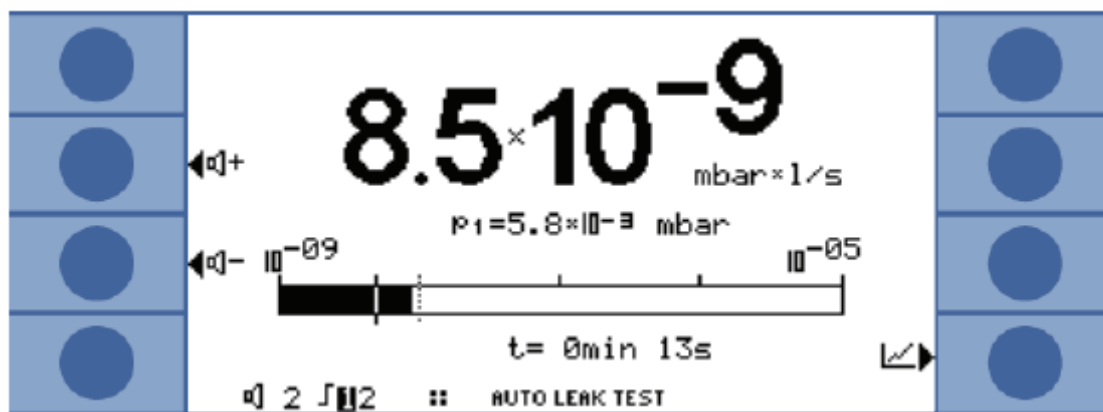 8.5×10⁻⁹
mbar×l/s
+
P1=5.8×10⁻³ mbar
-
10⁻⁰⁹ 10⁻⁰⁵
t= 0min 13s
2 12 AUTO LEAK TEST